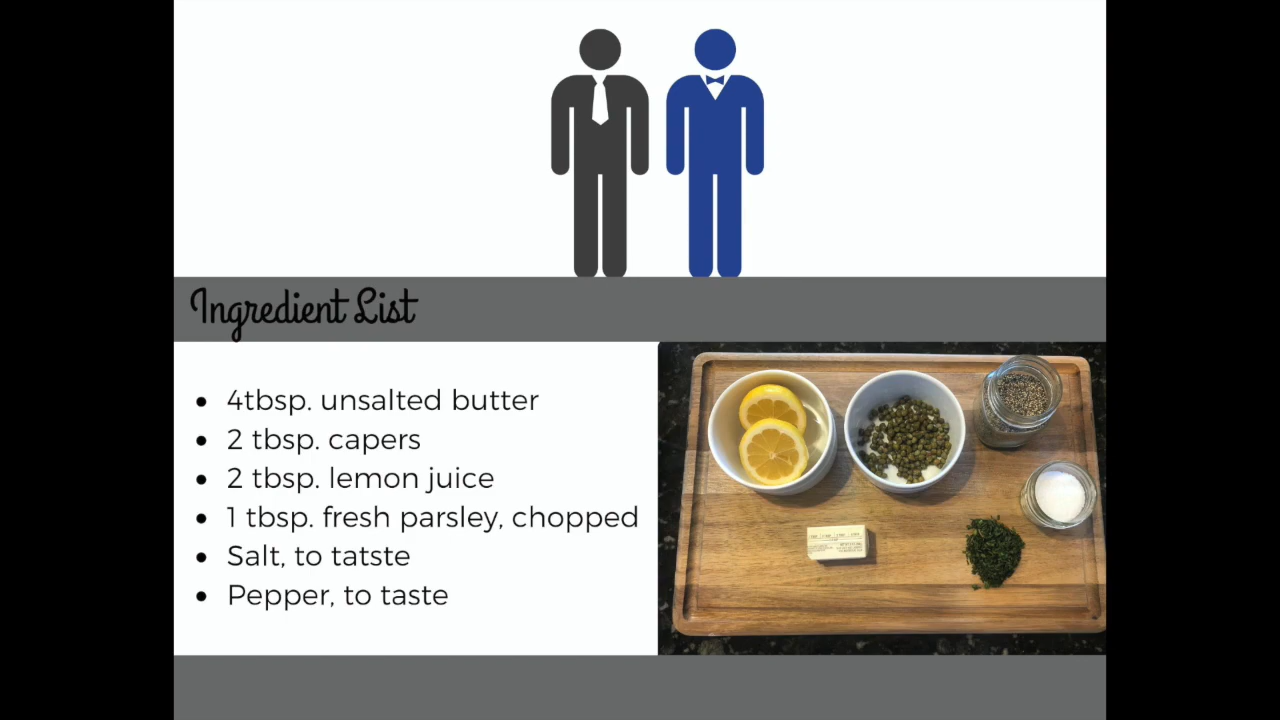 Ingredient List
4tbsp. unsalted butter
2 tbsp. capers
2 tbsp. lemon juice
1 tbsp. fresh parsley, chopped
Salt, to tatste
Pepper, to taste